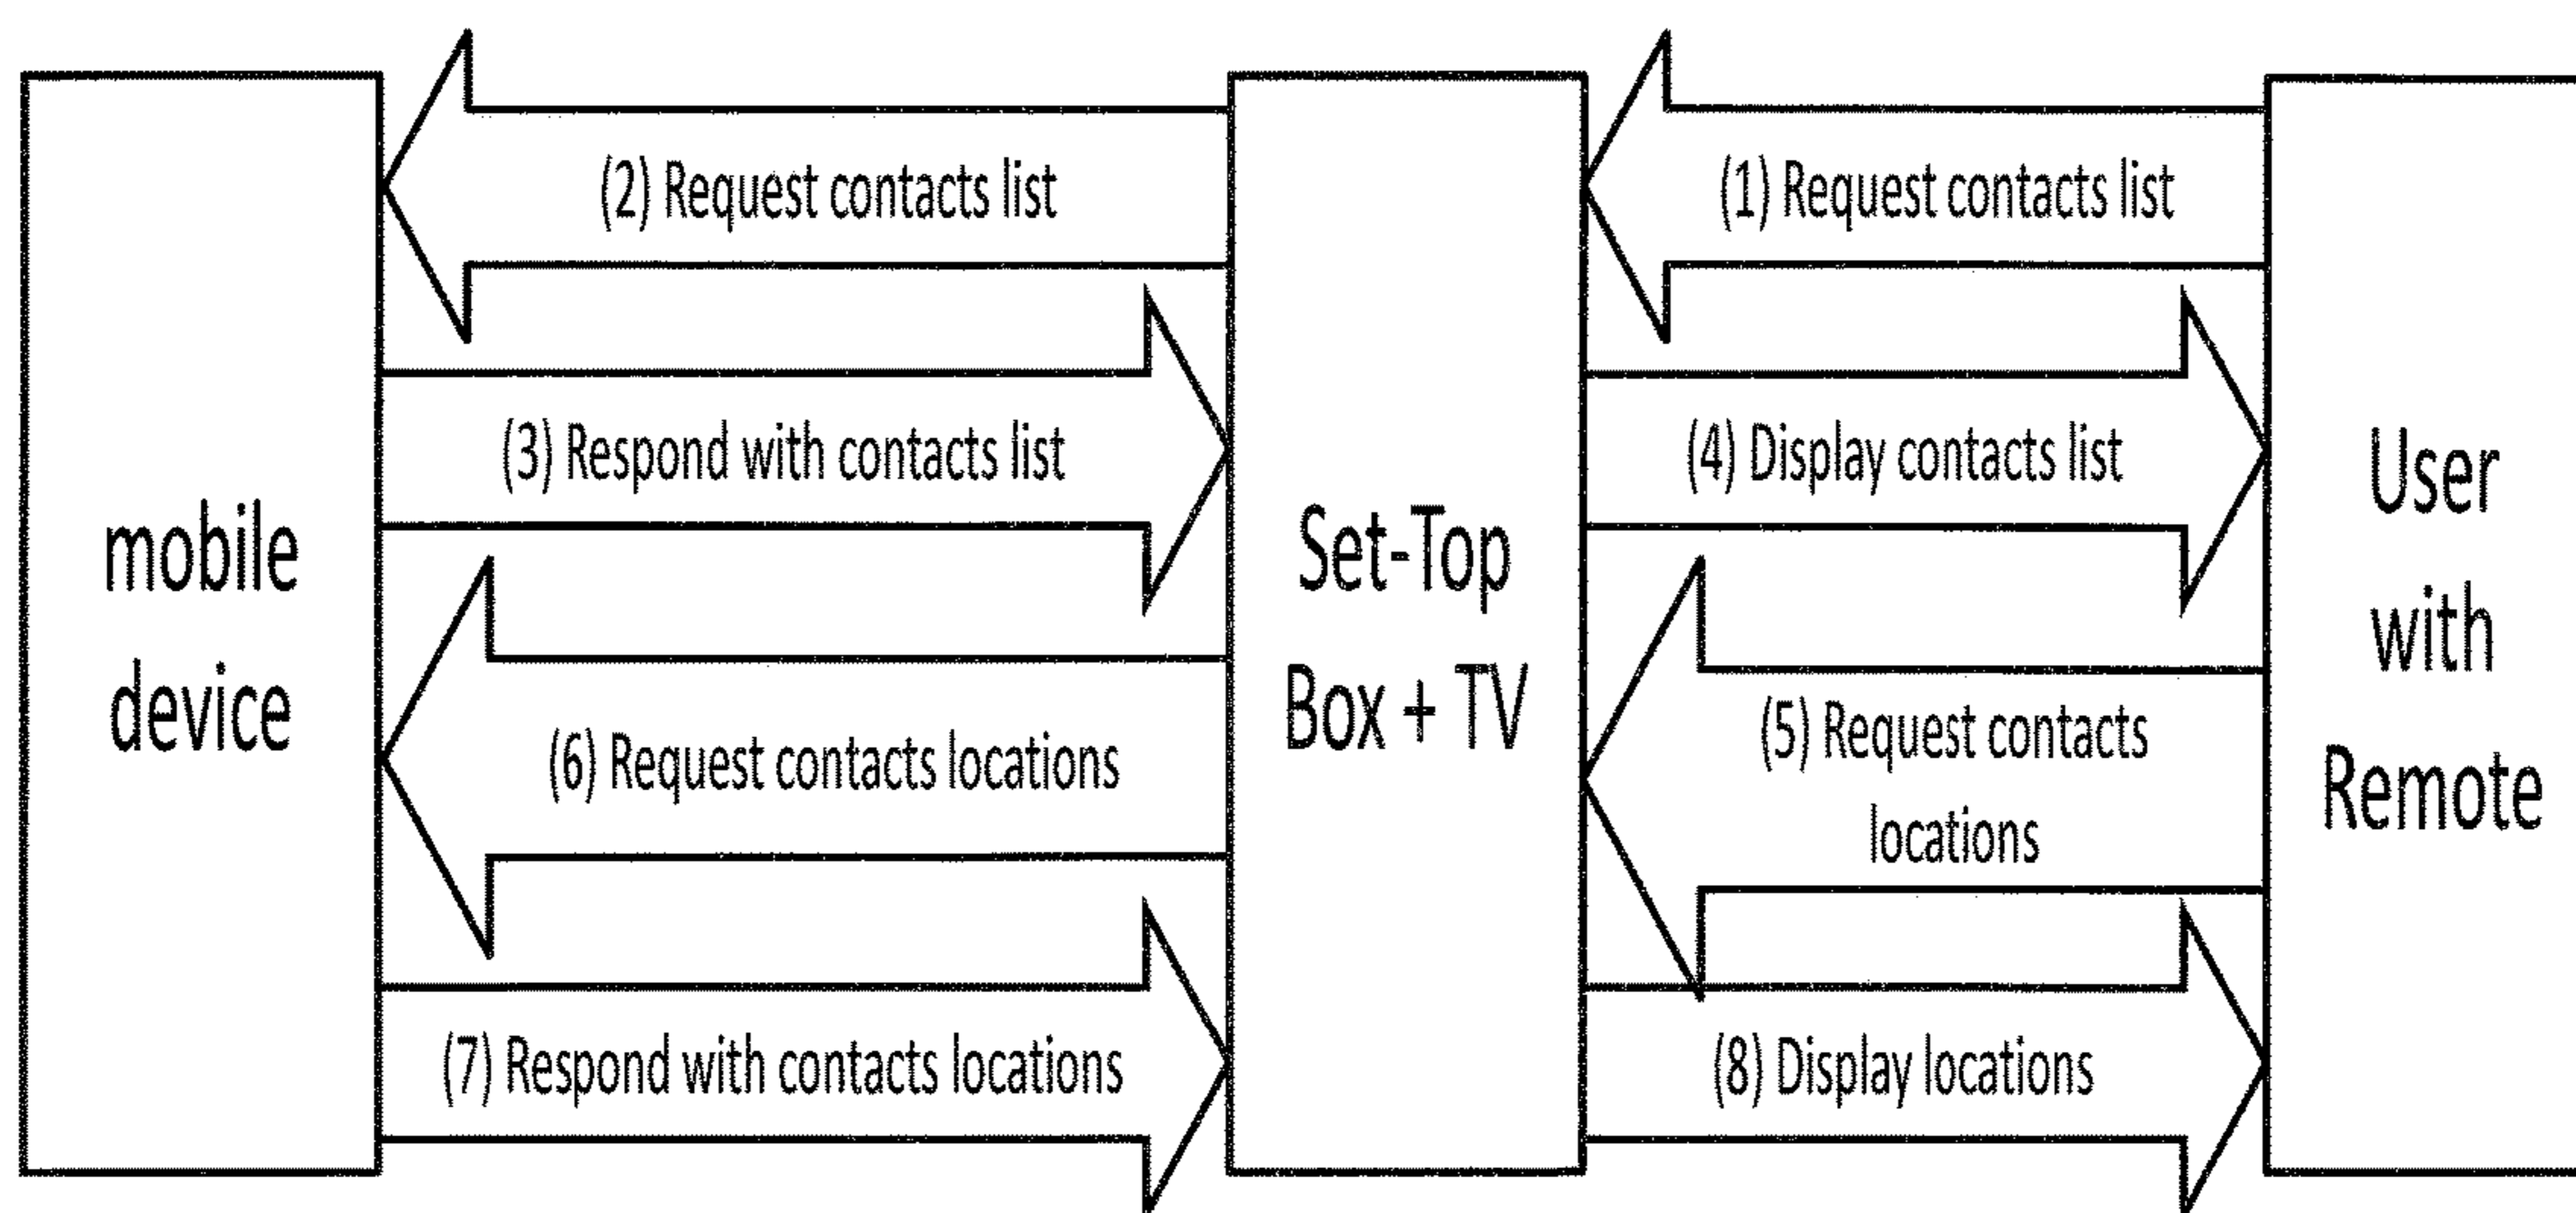 mobile
device
(2) Request contacts list
(3) Respond with contacts list
(6) Request contacts locations
(7) Respond with contacts locations
Set-Top
Box + TV
(1) Request contacts list
(4) Display contacts list
(5) Request contacts
locations
(8) Display locations
User
with
Remote